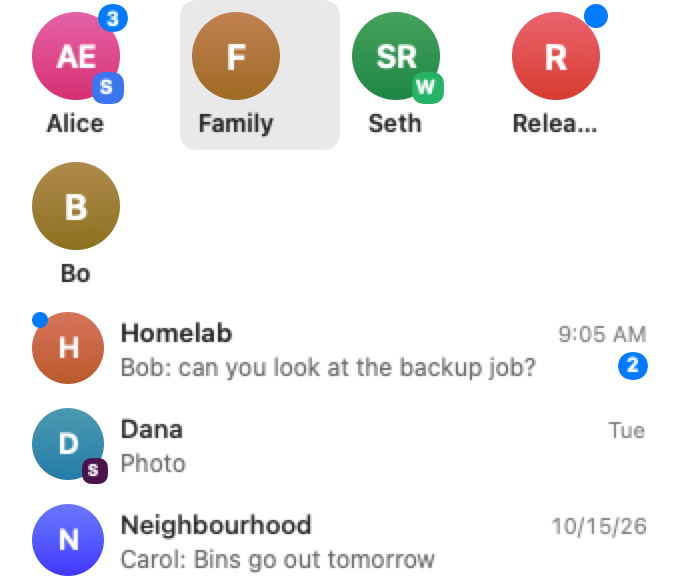 AE 3 S F SR W R
Alice Family Seth Relea...
B
Bo
H Homelab 9:05 AM
Bob: can you look at the backup job? 2
D S Dana Tue
Photo
N Neighbourhood 10/15/26
Carol: Bins go out tomorrow